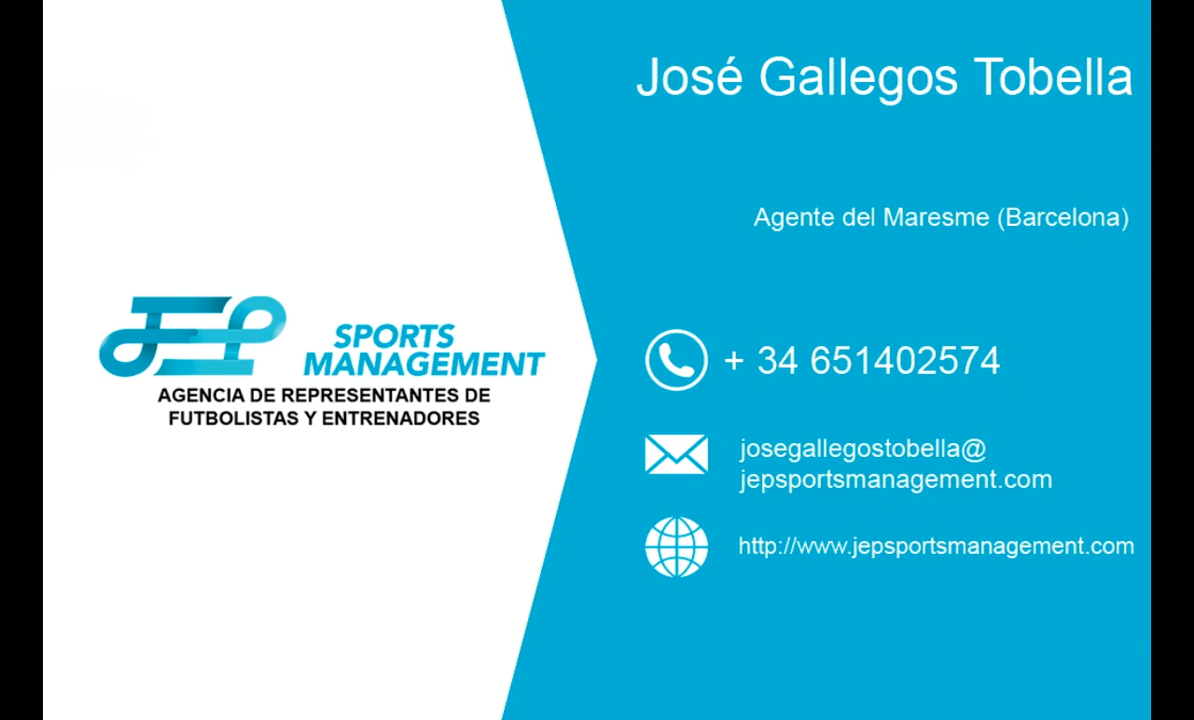 JEP
SPORTS
MANAGEMENT
AGENCIA DE REPRESENTANTES DE
FUTBOLISTAS Y ENTRENADORES
José Gallegos Tobella
Agente del Maresme (Barcelona)
+ 34 651402574
josegallegostobella@
jepsportsmanagement.com
http://www.jepsportsmanagement.com